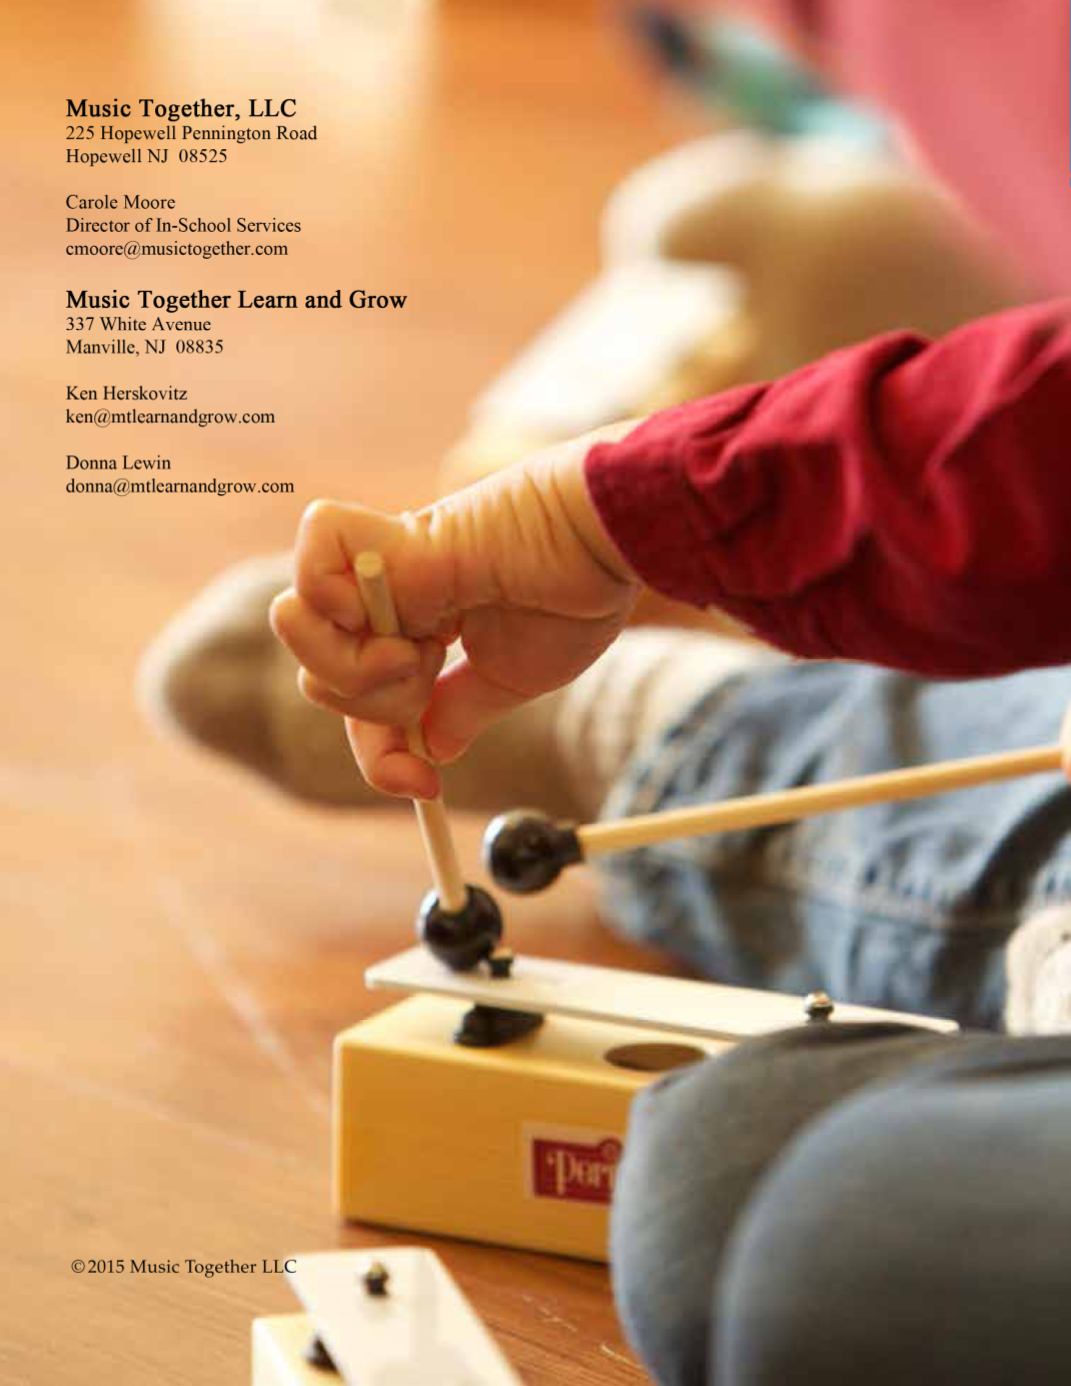 Music Together, LLC
225 Hopewell Pennington Road
Hopewell NJ  08525
Carole Moore
Director of In-School Services
cmoore@musictogether.com
Music Together Learn and Grow
337 White Avenue
Manville, NJ  08835
Ken Herskovitz
ken@mtlearnandgrow.com
Donna Lewin
donna@mtlearnandgrow.com
©2015 Music Together LLC